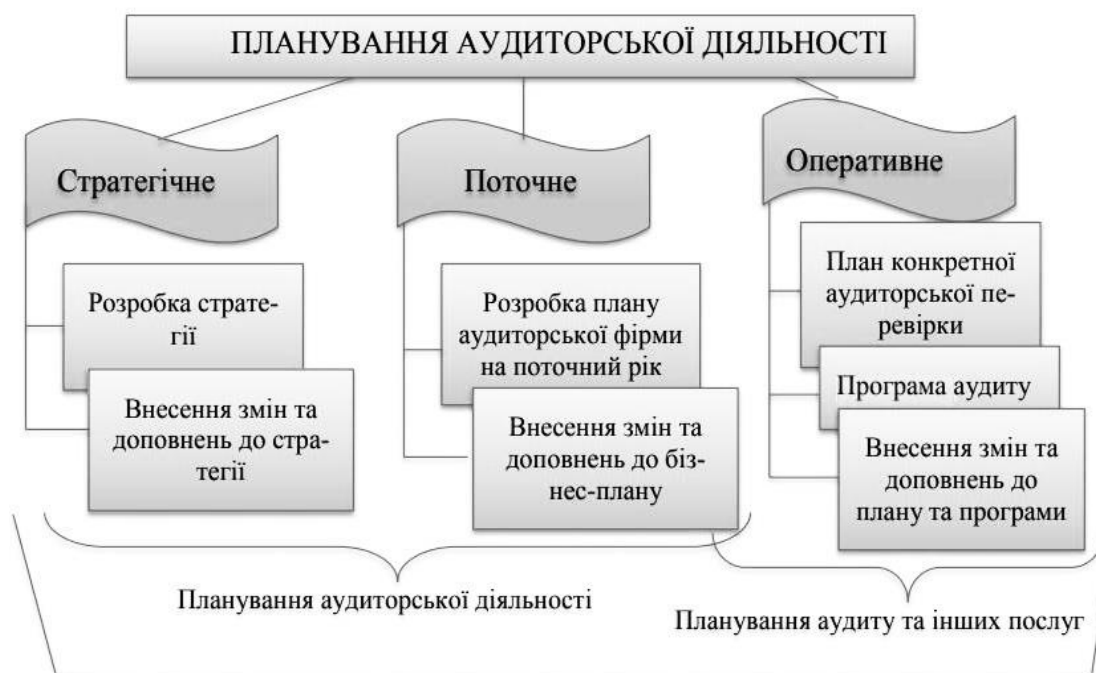 ПЛАНУВАННЯ АУДИТОРСЬКОЇ ДІЯЛЬНОСТІ
Стратегічне
Розробка страте-
гії
Внесення змін та
доповнень до стра-
тегії
Поточне
Розробка плану
аудиторської фірми
на поточний рік
Внесення змін та
доповнень до біз-
нес-плану
Оперативне
План конкретної
аудиторської пе-
ревірки
Програма аудиту
Внесення змін та
доповнень до
плану та програми
Планування аудиторської діяльності
Планування аудиту та інших послуг